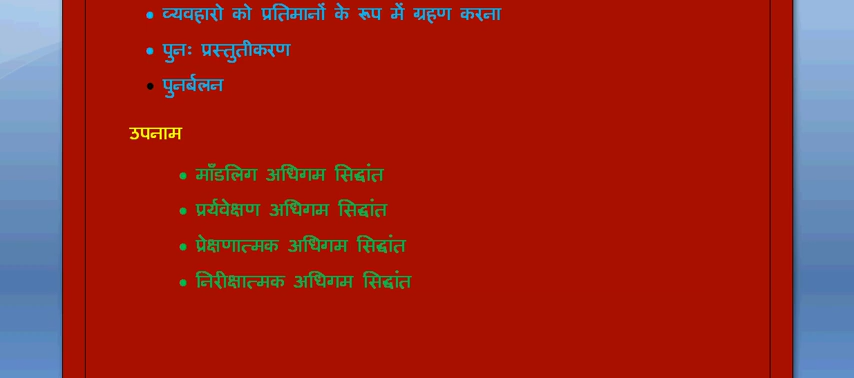 • व्यवहारो को प्रतिमानों के रूप में ग्रहण करना
• पुनः प्रस्तुतीकरण
• पुनर्बलन
उपनाम
• माँडलिग अधिगम सिद्धांत
• प्रर्यवेक्षण अधिगम सिद्धांत
• प्रेक्षणात्मक अधिगम सिद्धांत
• निरीक्षात्मक अधिगम सिद्धांत